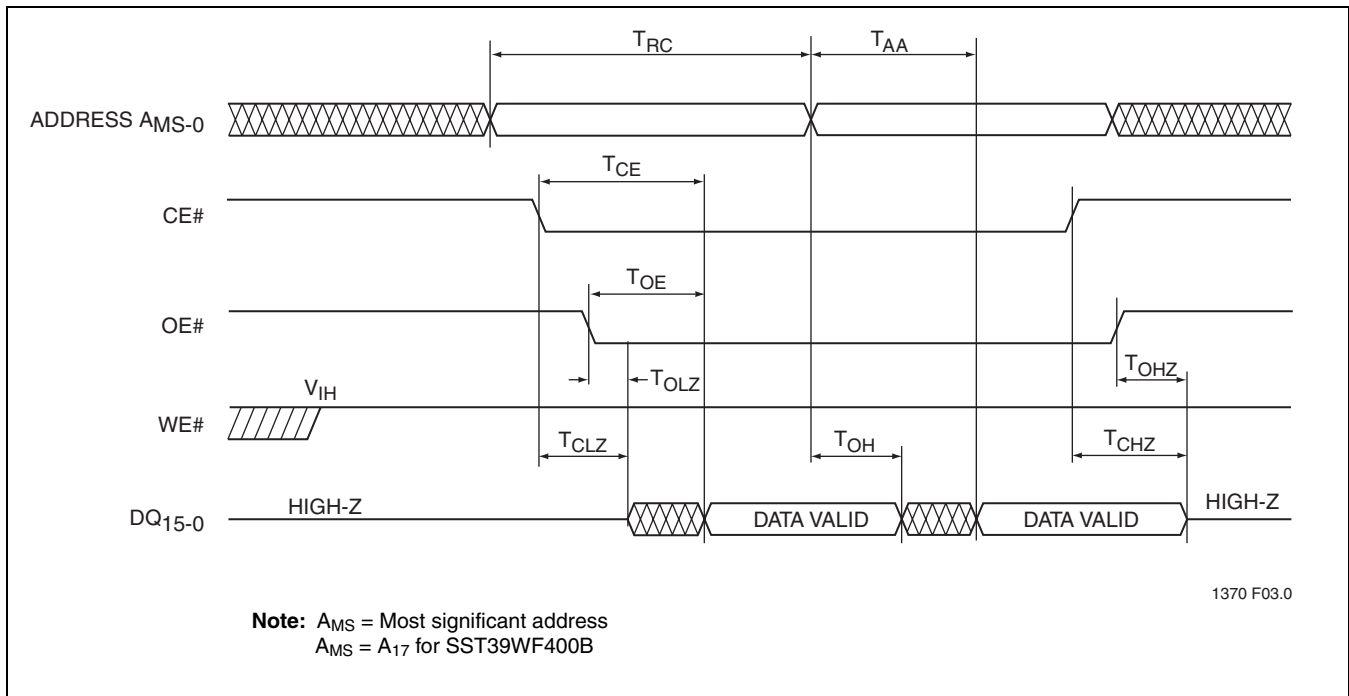 TRC
TAA
ADDRESS AMS-0
TCE
CE#
TOE
OE#
TOLZ
TOHZ
VIH
WE#
TCLZ
TOH
TCHZ
DQ15-0
HIGH-Z
DATA VALID
DATA VALID
HIGH-Z
1370 F03.0
Note: AMS = Most significant address
AMS = A17 for SST39WF400B